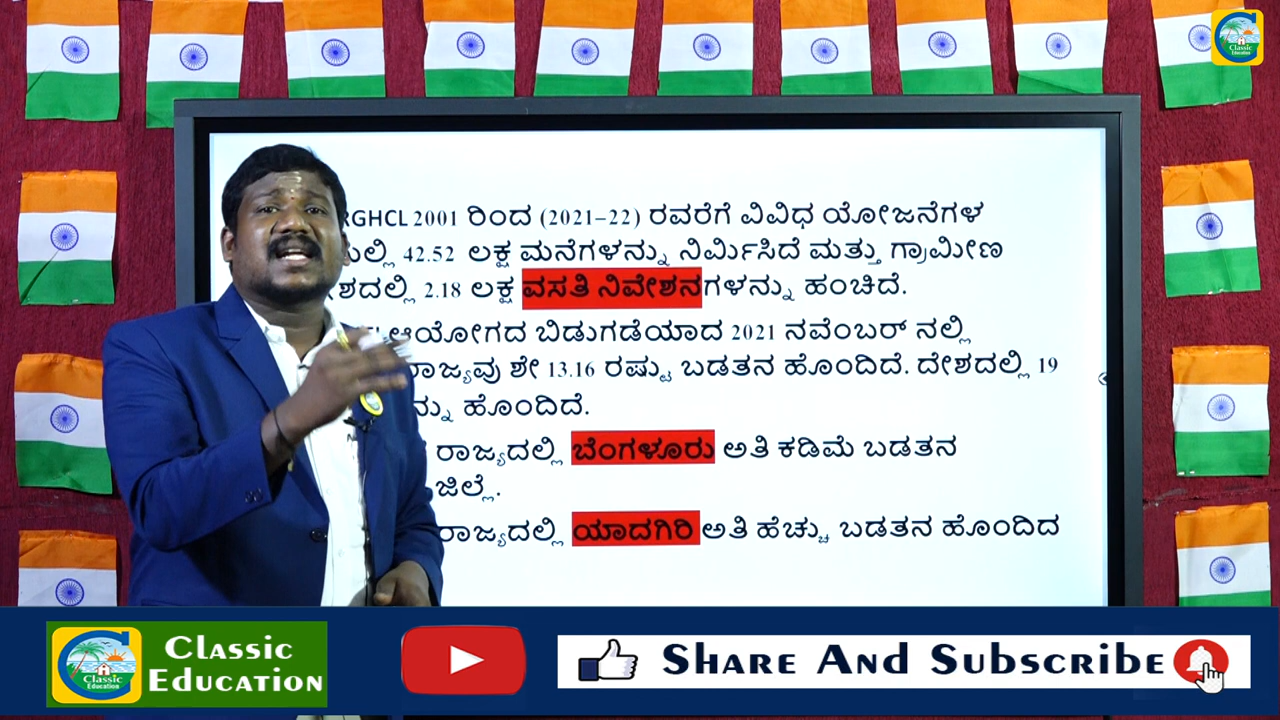 RGHCL 2001 ರಿಂದ (2021-22) ರವರೆಗೆ ವಿವಿಧ ಯೋಜನೆಗಳ
42.52 ಲಕ್ಷ ಮನೆಗಳನ್ನು ನಿರ್ಮಿಸಿದೆ ಮತ್ತು ಗ್ರಾಮೀಣ
2.18 ಲಕ್ಷ ವಸತಿ ನಿವೇಶನಗಳನ್ನು ಹಂಚಿದೆ.
ಆಯೋಗದ ಬಿಡುಗಡೆಯಾದ 2021 ನವೆಂಬರ್ ನಲ್ಲಿ
ರಾಜ್ಯವು ಶೇ 13.16 ರಷ್ಟು ಬಡತನ ಹೊಂದಿದೆ. ದೇಶದಲ್ಲಿ 19
ಹೊಂದಿದೆ.
ರಾಜ್ಯದಲ್ಲಿ ಬೆಂಗಳೂರು ಅತಿ ಕಡಿಮೆ ಬಡತನ
ಜಿಲ್ಲೆ.
ರಾಜ್ಯದಲ್ಲಿ ಯಾದಗಿರಿ ಅತಿ ಹೆಚ್ಚು ಬಡತನ ಹೊಂದಿದ
Classic
Education
Classic Education
Share And Subscribe
Classic Education